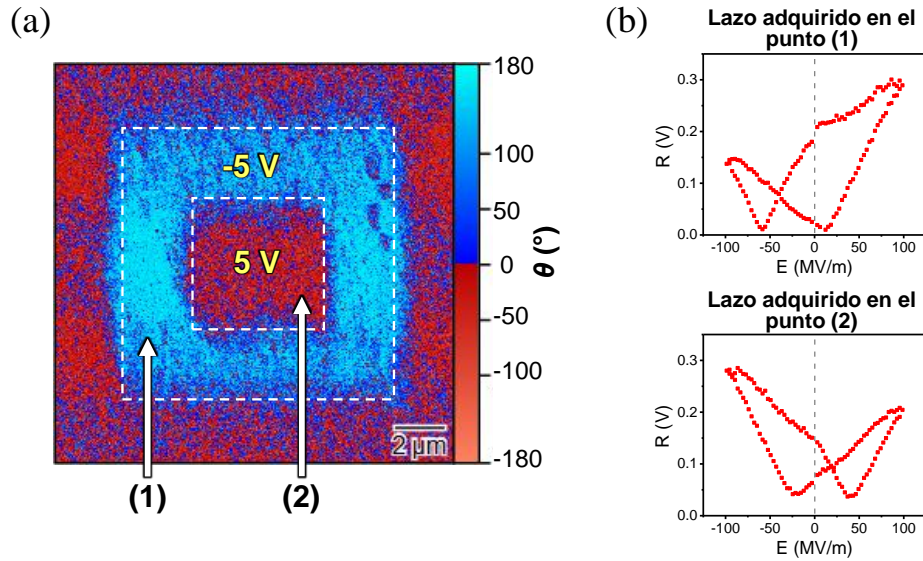 (a)
-5 V
5 V
2 µm
(1)
(2)
180
100
50
0
-50
-100
-180
θ (°)
(b)
Lazo adquirido en el
punto (1)
0.3
0.2
0.1
0.0
R (V)
-100 -50 0 50 100
E (MV/m)
Lazo adquirido en el
punto (2)
0.3
0.2
0.1
0.0
R (V)
-100 -50 0 50 100
E (MV/m)